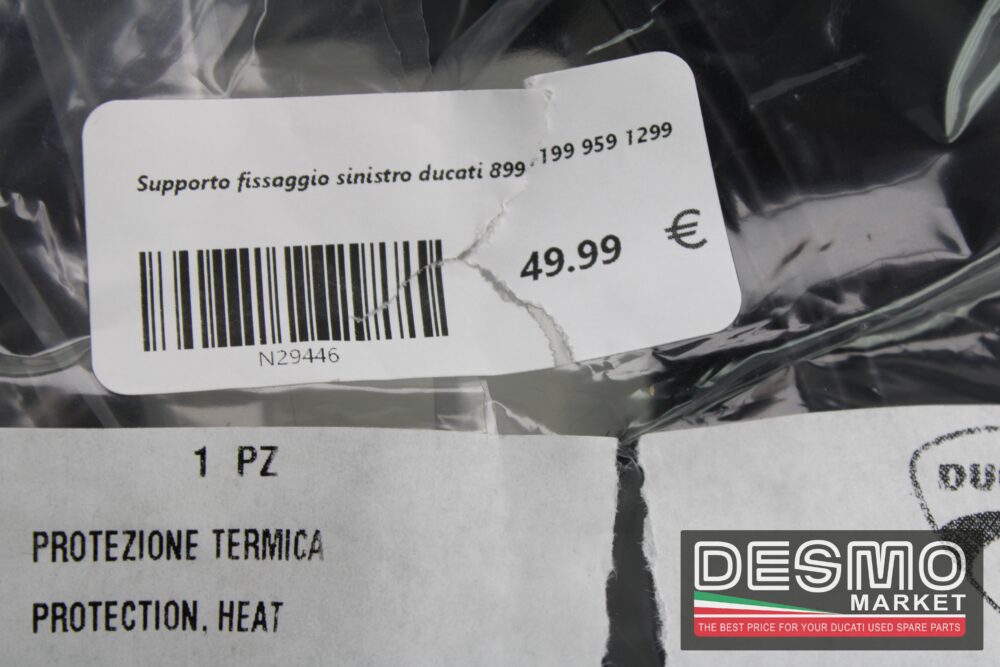 Supporto fissaggio sinistro ducati 899 1199 959 1299
49.99 €
N29446
1 PZ
PROTEZIONE TERMICA
PROTECTION, HEAT
DESMO
MARKET
THE BEST PRICE FOR YOUR DUCATI USED SPARE PARTS